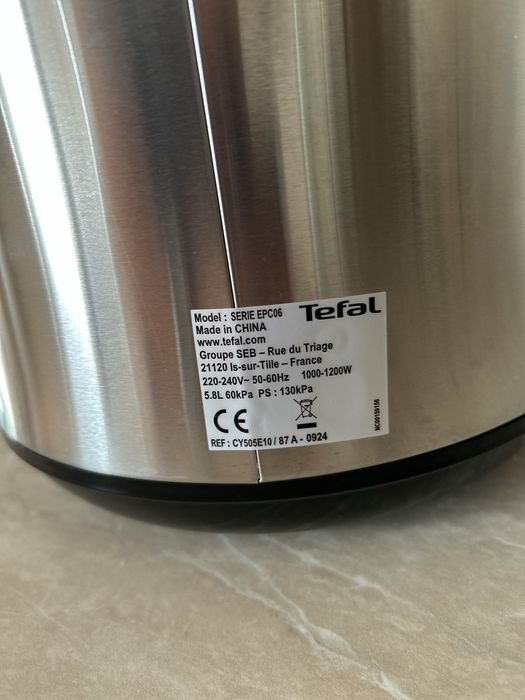 Model : SERIE EPC06 Tefal
Made in CHINA
www.tefal.com
Groupe SEB – Rue du Triage
21120 Is-sur-Tille – France
220-240V~ 50-60Hz 1000-1200W
5.8L 60kPa PS : 130kPa
CE
REF : CY505E10 / 87 A - 0924
NC00159156